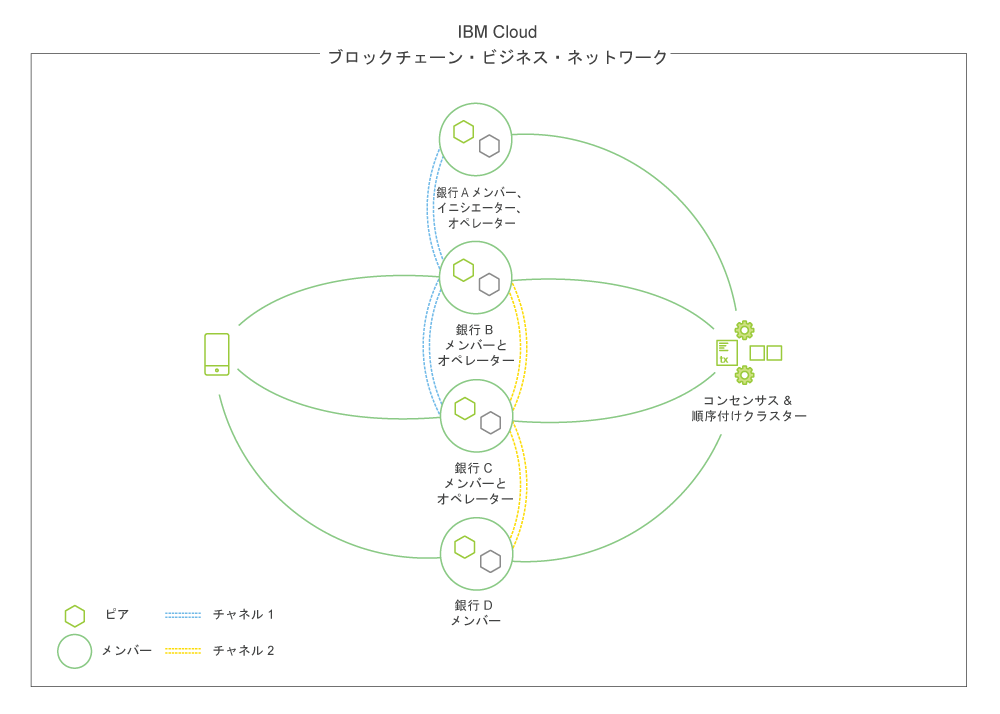 IBM Cloud
ブロックチェーン・ビジネス・ネットワーク
銀行 A メンバー、
イニシエーター、
オペレーター
銀行 B
メンバーと
オペレーター
tx
コンセンサス &
順序付けクラスター
銀行 C
メンバーと
オペレーター
銀行 D
メンバー
ピア
チャネル 1
メンバー
チャネル 2